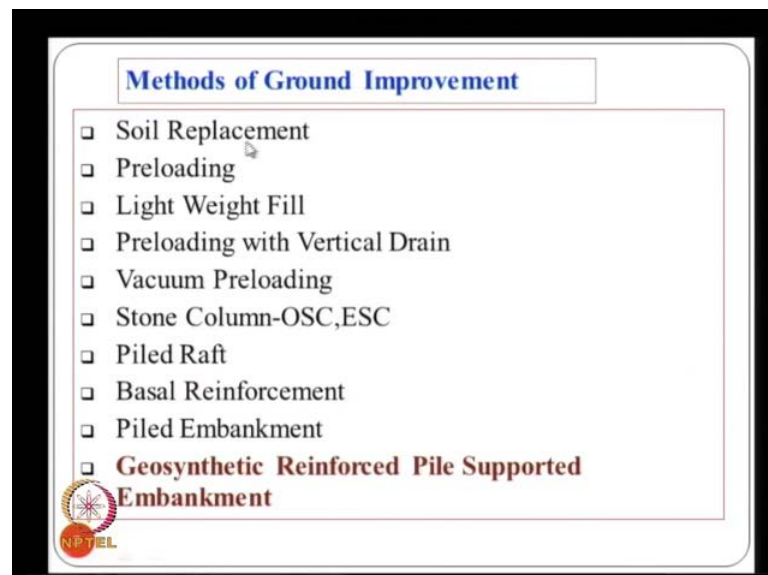 Methods of Ground Improvement
Soil Replacement
Preloading
Light Weight Fill
Preloading with Vertical Drain
Vacuum Preloading
Stone Column-OSC,ESC
Piled Raft
Basal Reinforcement
Piled Embankment
Geosynthetic Reinforced Pile Supported
Embankment
NPTEL